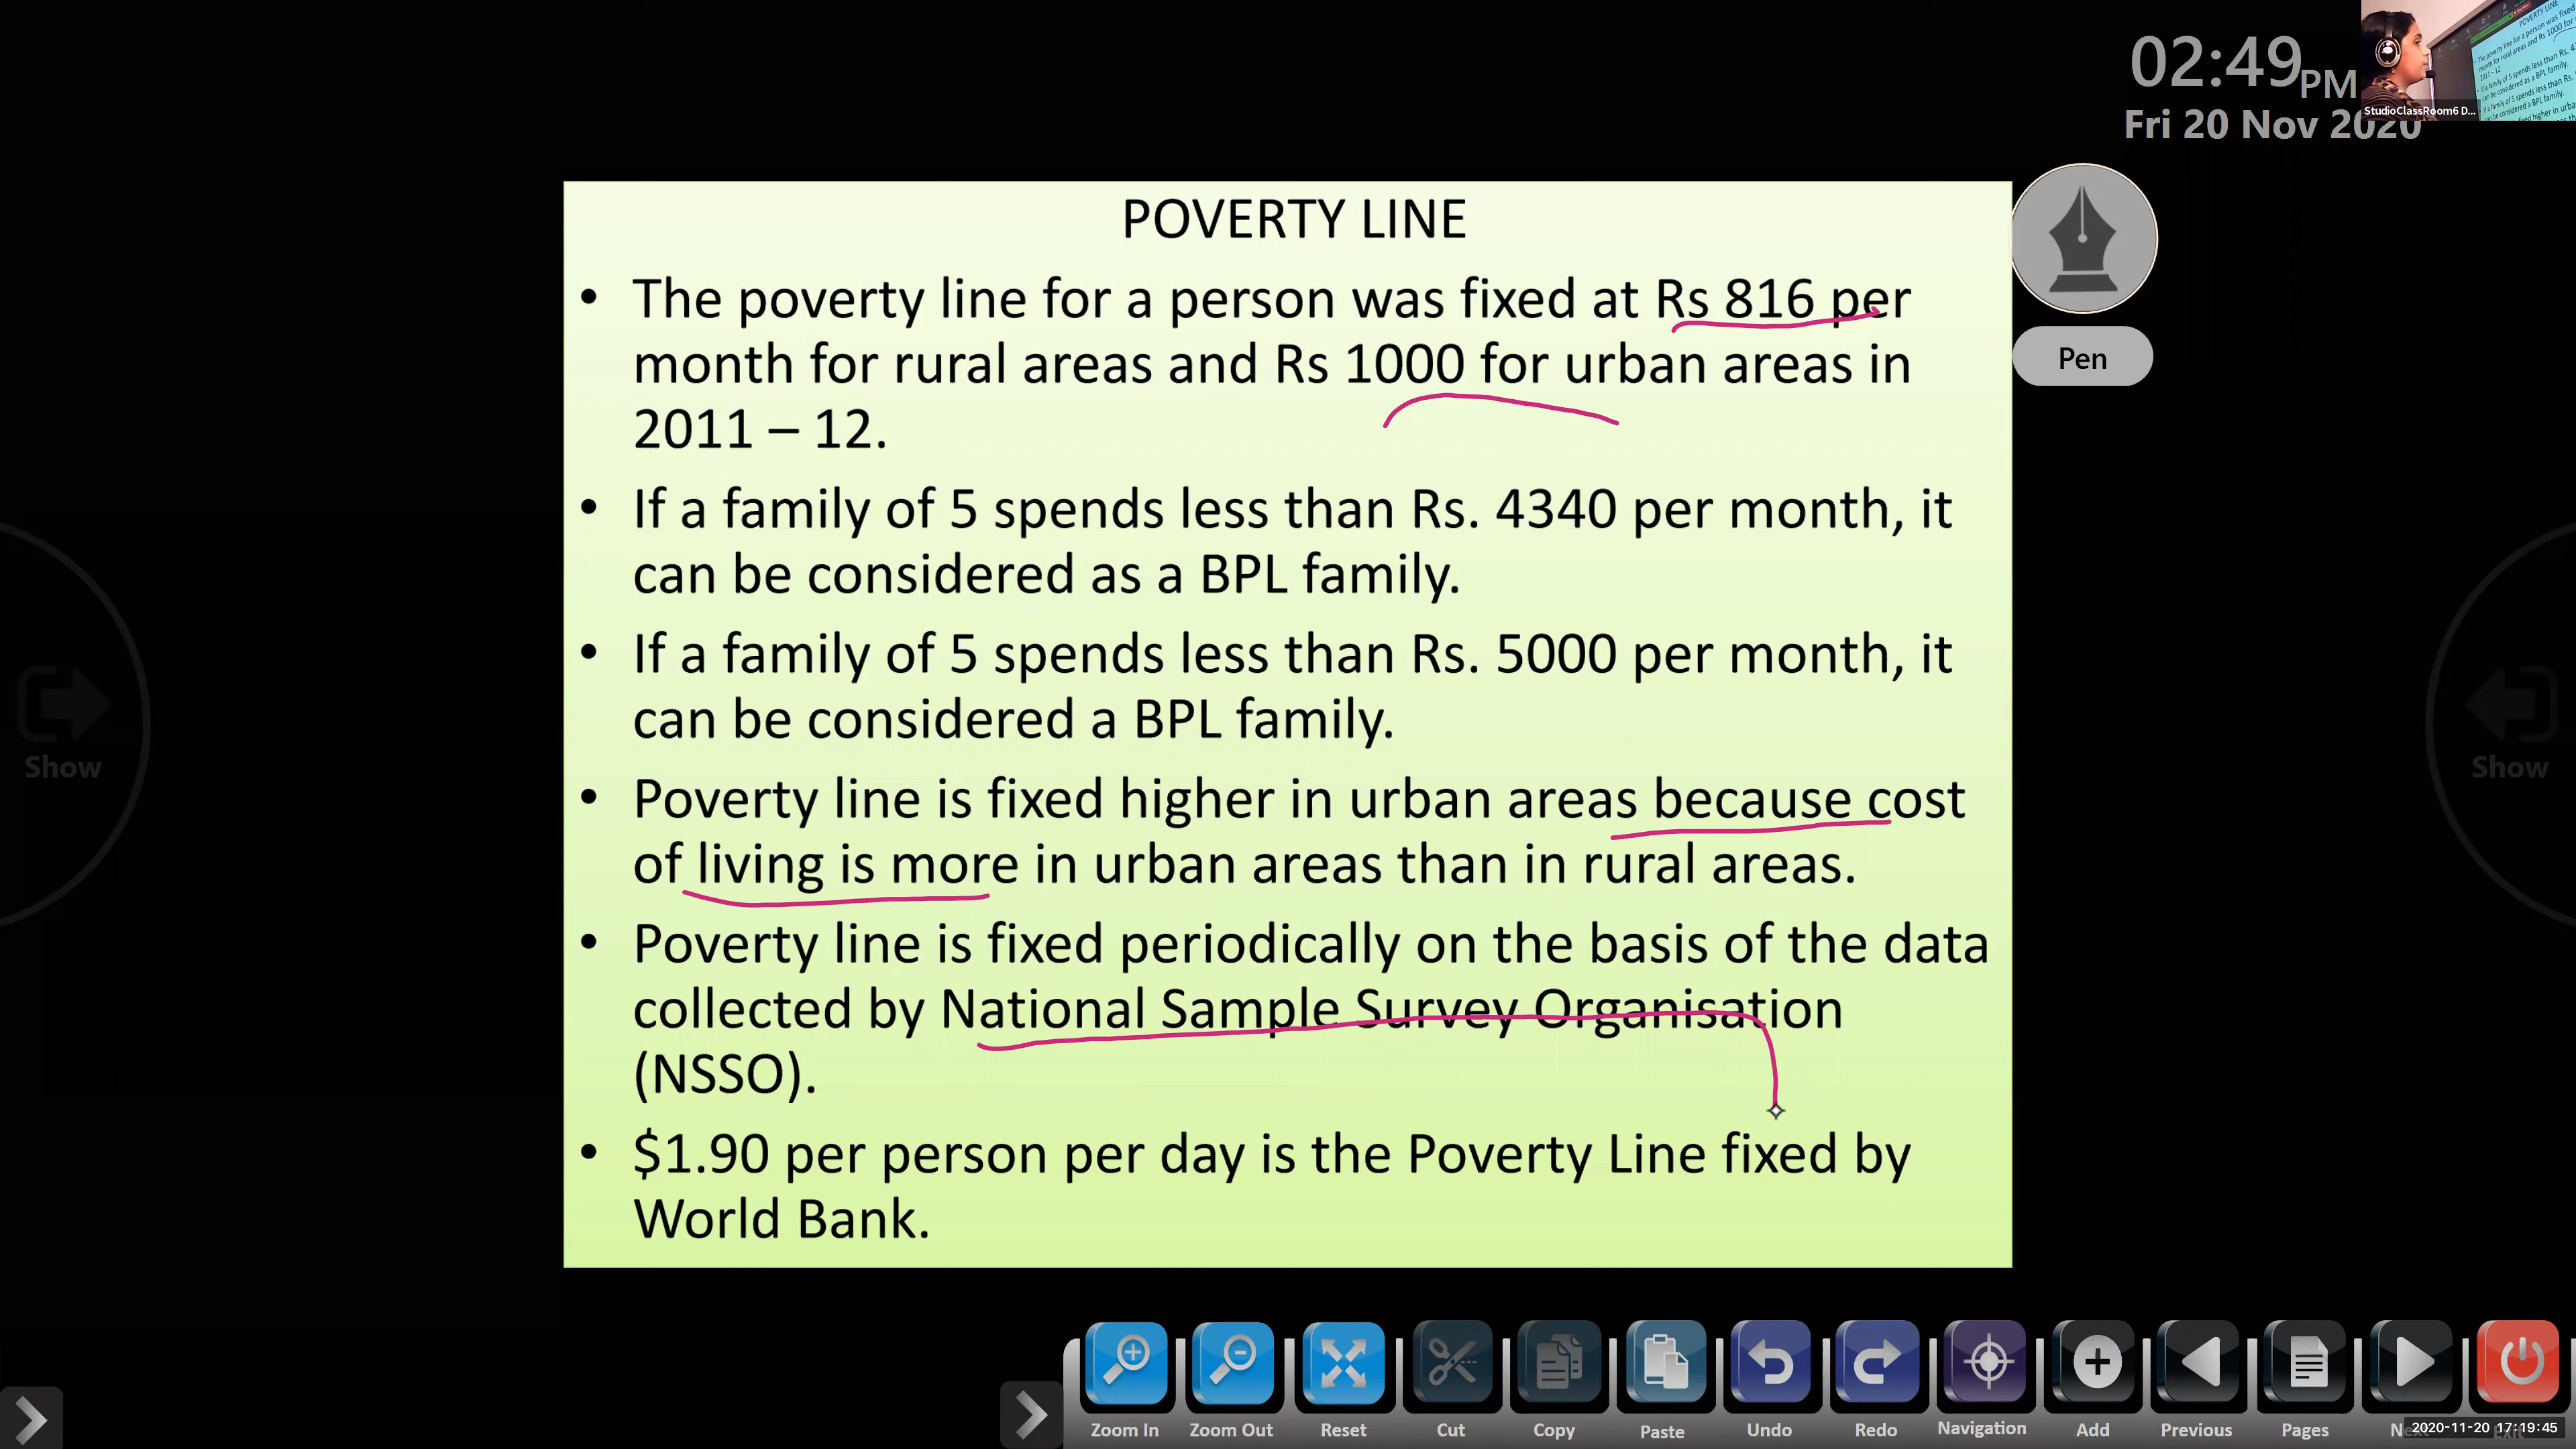 02:49 PM
Fri 20 Nov 2020
StudioClassRoom6 D...
POVERTY LINE
• The poverty line for a person was fixed at Rs 816 per
month for rural areas and Rs 1000 for urban areas in
2011 – 12.
• If a family of 5 spends less than Rs. 4340 per month, it
can be considered as a BPL family.
• If a family of 5 spends less than Rs. 5000 per month, it
can be considered a BPL family.
• Poverty line is fixed higher in urban areas because cost
of living is more in urban areas than in rural areas.
• Poverty line is fixed periodically on the basis of the data
collected by National Sample Survey Organisation
(NSSO).
• $1.90 per person per day is the Poverty Line fixed by
World Bank.
Pen
Show
Show
Zoom In Zoom Out Reset Cut Copy Paste Undo Redo Navigation Add Previous Pages
2020-11-20 17:19:45